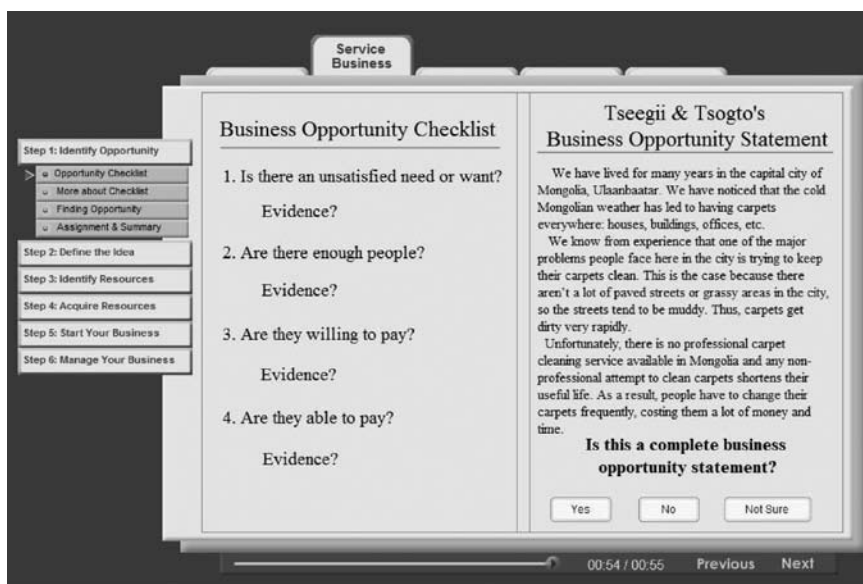 Service
Business
Step 1: Identify Opportunity
Opportunity Checklist
More about Checklist
Finding Opportunity
Assignment & Summary
Step 2: Define the Idea
Step 3: Identify Resources
Step 4: Acquire Resources
Step 5: Start Your Business
Step 6: Manage Your Business
Business Opportunity Checklist
1. Is there an unsatisfied need or want?
Evidence?
2. Are there enough people?
Evidence?
3. Are they willing to pay?
Evidence?
4. Are they able to pay?
Evidence?
Tseegii & Tsogto's
Business Opportunity Statement
We have lived for many years in the capital city of
Mongolia, Ulaanbaatar. We have noticed that the cold
Mongolian weather has led to having carpets
everywhere: houses, buildings, offices, etc.
We know from experience that one of the major
problems people face here in the city is trying to keep
their carpets clean. This is the case because there
aren't a lot of paved streets or grassy areas in the city,
so the streets tend to be muddy. Thus, carpets get
dirty very rapidly.
Unfortunately, there is no professional carpet
cleaning service available in Mongolia and any non-
professional attempt to clean carpets shortens their
useful life. As a result, people have to change their
carpets frequently, costing them a lot of money and
time.
Is this a complete business
opportunity statement?
Yes
No
Not Sure
00:54 / 00:55
Previous
Next